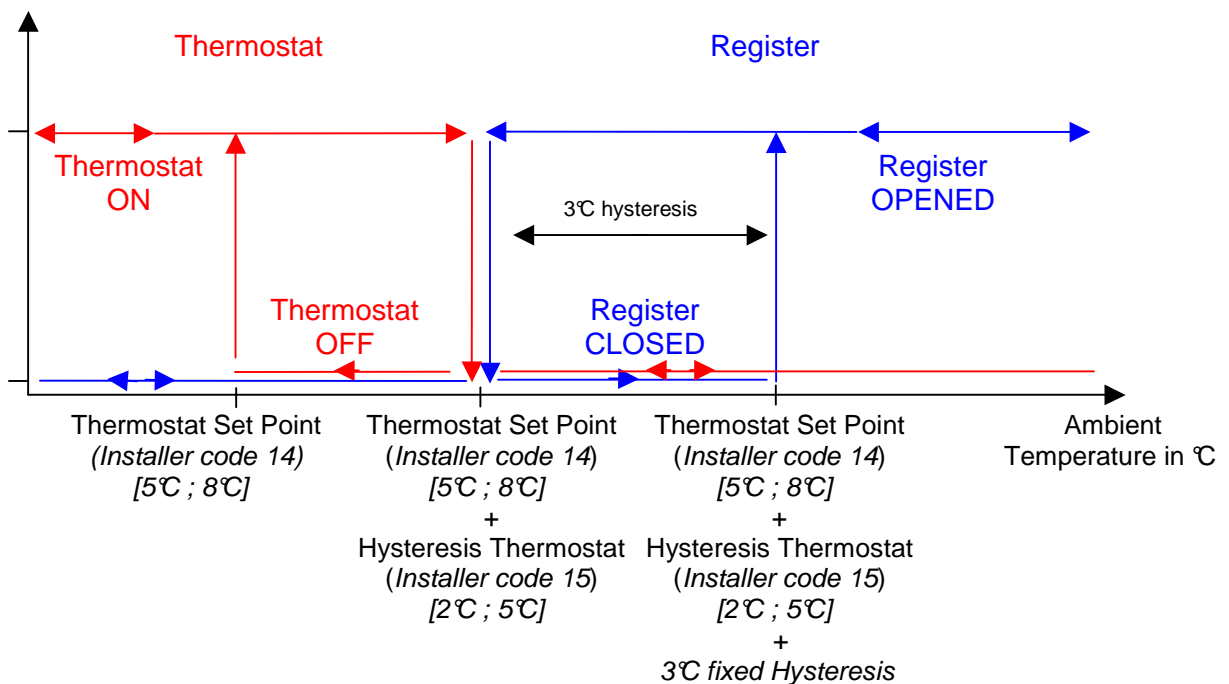 Thermostat
Register
Thermostat
ON
Register
OPENED
3°C hysteresis
Thermostat
OFF
Register
CLOSED
Thermostat Set Point
(Installer code 14)
[5°C ; 8°C]
Thermostat Set Point
(Installer code 14)
[5°C ; 8°C]
+
Hysteresis Thermostat
(Installer code 15)
[2°C ; 5°C]
Thermostat Set Point
(Installer code 14)
[5°C ; 8°C]
+
Hysteresis Thermostat
(Installer code 15)
[2°C ; 5°C]
+
3°C fixed Hysteresis
Ambient
Temperature in °C